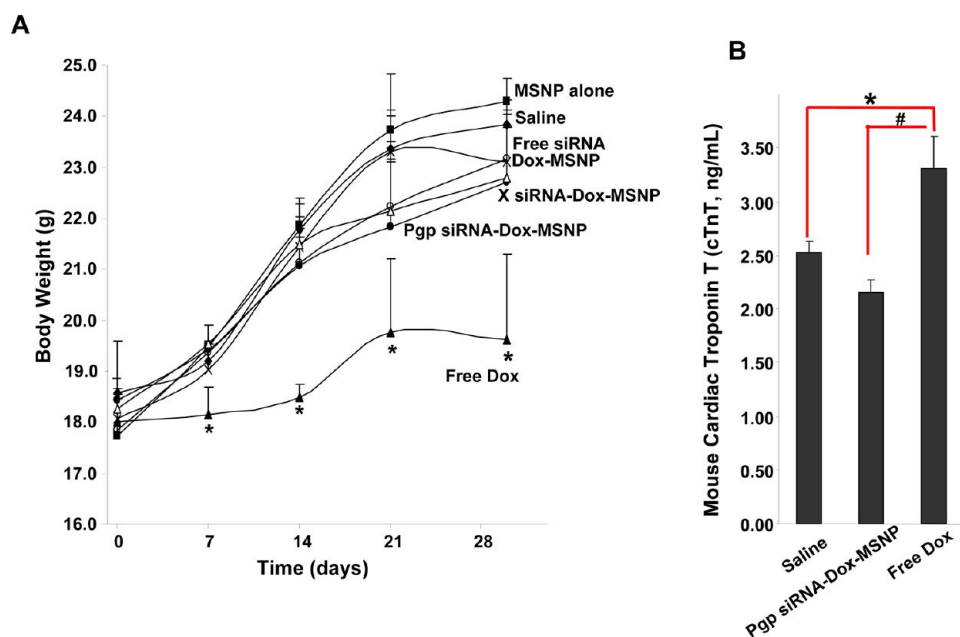 A
Body Weight (g)
25.0
24.0
23.0
22.0
21.0
20.0
19.0
18.0
17.0
16.0
0
7
14
21
28
Time (days)
MSNP alone
Saline
Free siRNA
Dox-MSNP
X siRNA-Dox-MSNP
Pgp siRNA-Dox-MSNP
Free Dox
*
*
*
*
B
Mouse Cardiac Troponin T (cTnT, ng/mL)
3.50
3.00
2.50
2.00
1.50
1.00
0.50
0.00
*
#
Saline
Pgp siRNA-Dox-MSNP
Free Dox